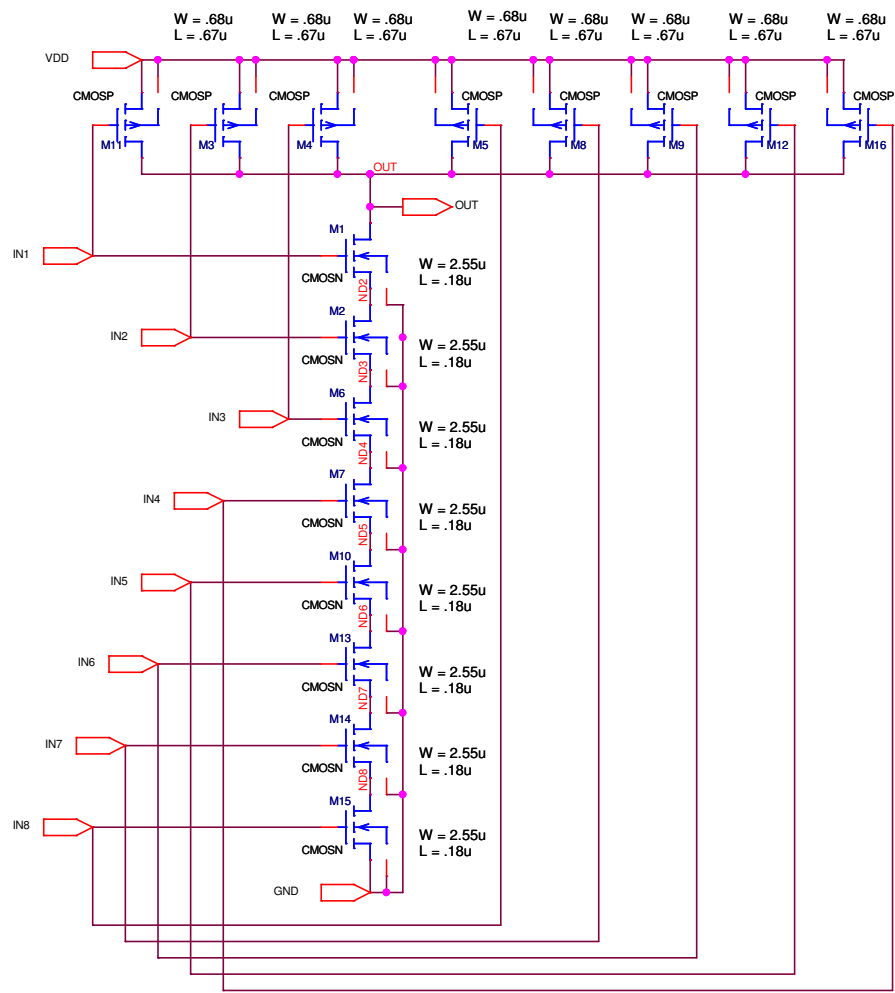 W = .68u W = .68u W = .68u W = .68u W = .68u W = .68u W = .68u W = .68u
L = .67u L = .67u L = .67u L = .67u L = .67u L = .67u L = .67u L = .67u
VDD
CMOSP CMOSP CMOSP CMOSP CMOSP CMOSP CMOSP CMOSP
M11 M3 M4 M5 M8 M9 M12 M16
OUT
OUT
M1
IN1
W = 2.55u
L = .18u
CMOSN
ND2
M2
IN2
W = 2.55u
L = .18u
CMOSN
ND3
M6
IN3
W = 2.55u
L = .18u
CMOSN
ND4
M7
IN4
W = 2.55u
L = .18u
CMOSN
ND5
M10
IN5
W = 2.55u
L = .18u
CMOSN
ND6
M13
IN6
W = 2.55u
L = .18u
CMOSN
ND7
M14
IN7
W = 2.55u
L = .18u
CMOSN
ND8
M15
IN8
W = 2.55u
L = .18u
CMOSN
GND